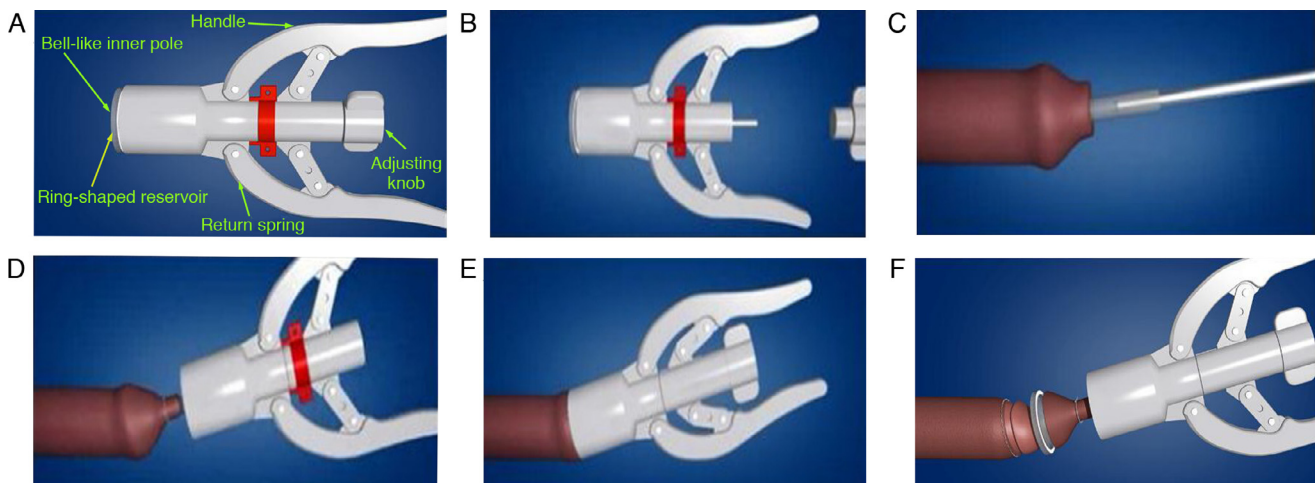 A
Handle
Bell-like inner pole
Ring-shaped reservoir
Return spring
Adjusting
knob
B
C
D
E
F